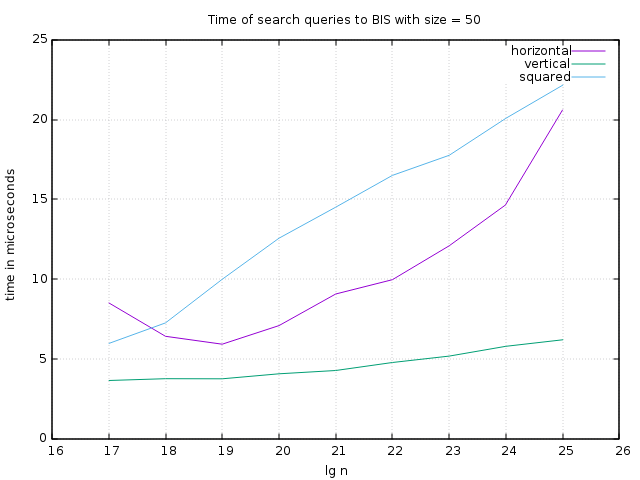 Time of search queries to BIS with size = 50
25
20
15
10
5
0
time in microseconds
horizontal
vertical
squared
16 17 18 19 20 21 22 23 24 25 26
lg n